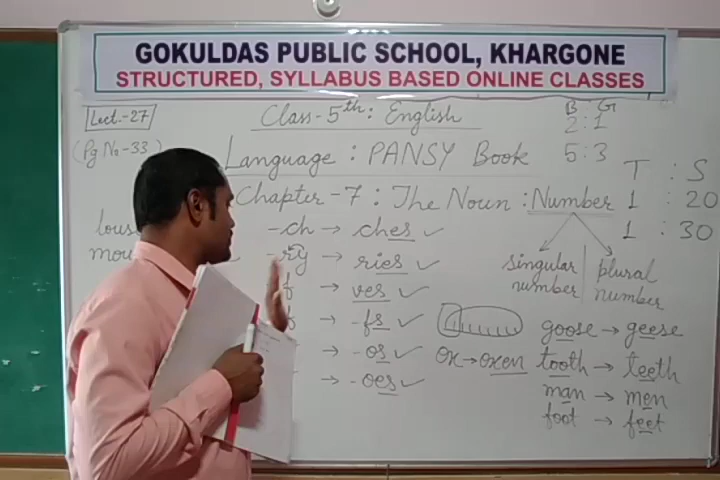 GOKULDAS PUBLIC SCHOOL, KHARGONE
STRUCTURED, SYLLABUS BASED ONLINE CLASSES
Lect.-27
Class-5th: English
B G
2:1
(Pg No-33)
Language: PANSY Book
5:3
T : S
Chapter-7: The Noun: Number
1 : 20
1 : 30
-ch → ches ✓
ry → ries ✓
singular number
plural number
f → ves ✓
f → -fs ✓
goose → geese
→ -os ✓
ox → oxen
tooth → teeth
→ -oes ✓
man → men
foot → feet